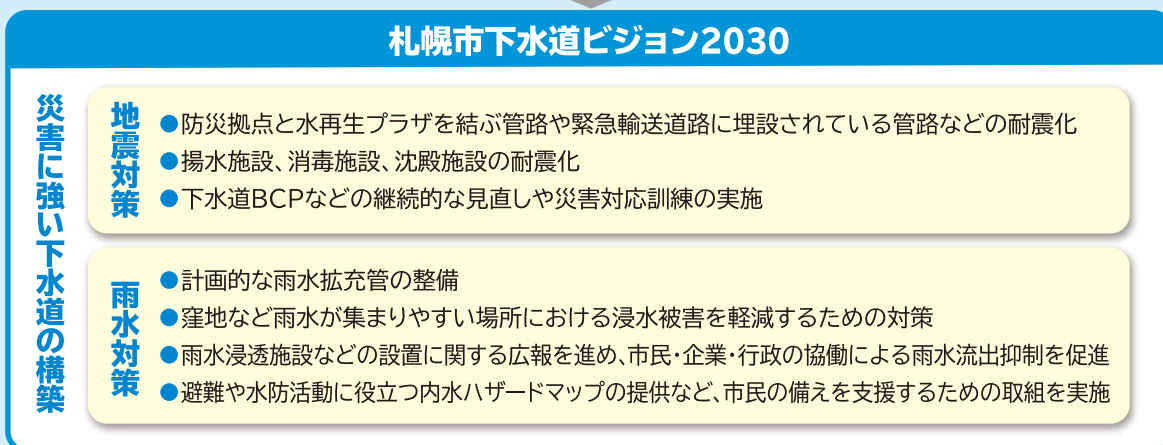 札幌市下水道ビジョン2030
災害に強い下水道の構築
地震対策
●防災拠点と水再生プラザを結ぶ管路や緊急輸送道路に埋設されている管路などの耐震化
●揚水施設、消毒施設、沈殿施設の耐震化
●下水道BCPなどの継続的な見直しや災害対応訓練の実施
雨水対策
●計画的な雨水拡充管の整備
●窪地など雨水が集まりやすい場所における浸水被害を軽減するための対策
●雨水浸透施設などの設置に関する広報を進め、市民・企業・行政の協働による雨水流出抑制を促進
●避難や水防活動に役立つ内水ハザードマップの提供など、市民の備えを支援するための取組を実施